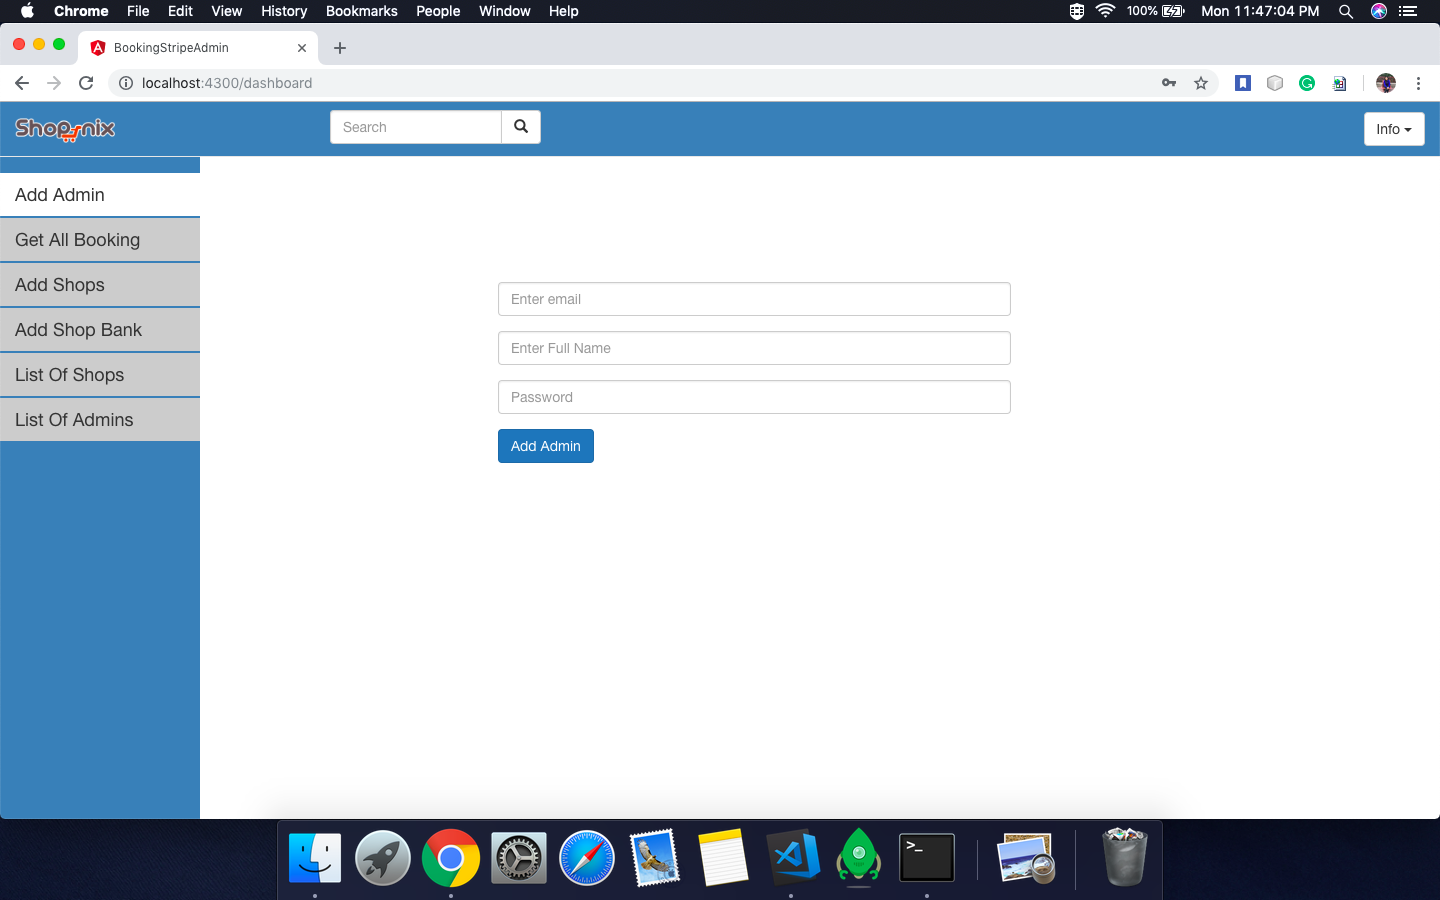 Chrome File Edit View History Bookmarks People Window Help 100% Mon 11:47:04 PM
BookingStripeAdmin
localhost:4300/dashboard
Shopnix Search Info
Add Admin
Get All Booking
Add Shops
Add Shop Bank
List Of Shops
List Of Admins
Enter email
Enter Full Name
Password
Add Admin
>_